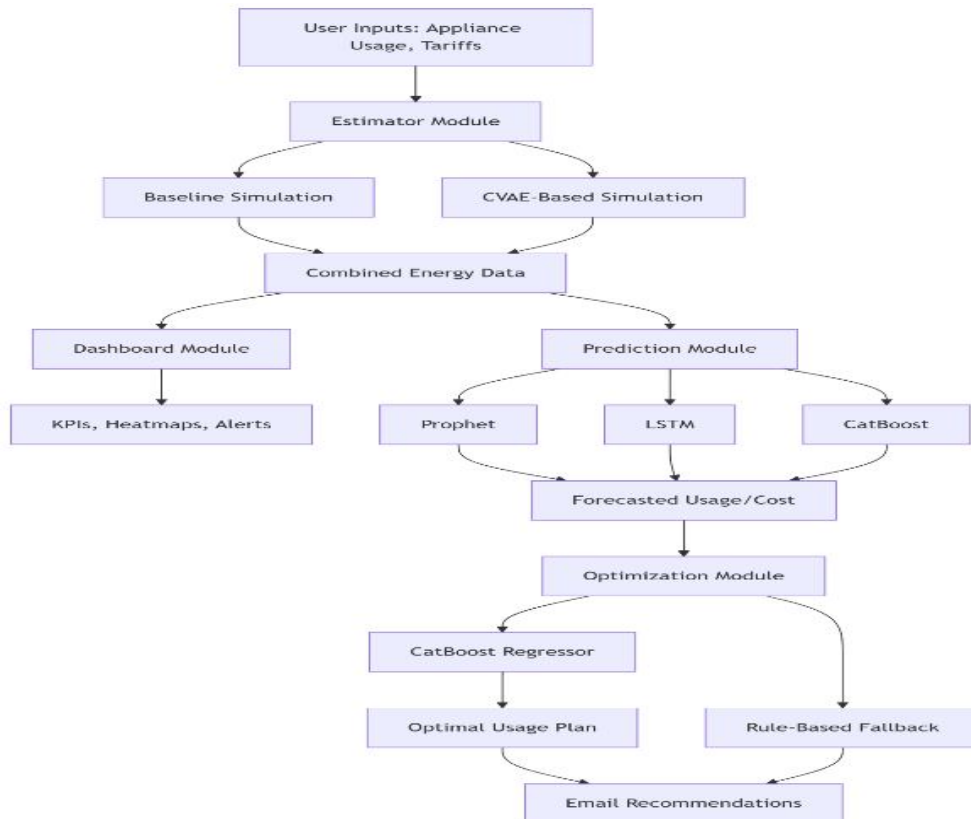 User Inputs: Appliance
Usage, Tariffs
Estimator Module
Baseline Simulation
CVAE-Based Simulation
Combined Energy Data
Dashboard Module
Prediction Module
KPIs, Heatmaps, Alerts
Prophet
LSTM
CatBoost
Forecasted Usage/Cost
Optimization Module
CatBoost Regressor
Optimal Usage Plan
Rule-Based Fallback
Email Recommendations